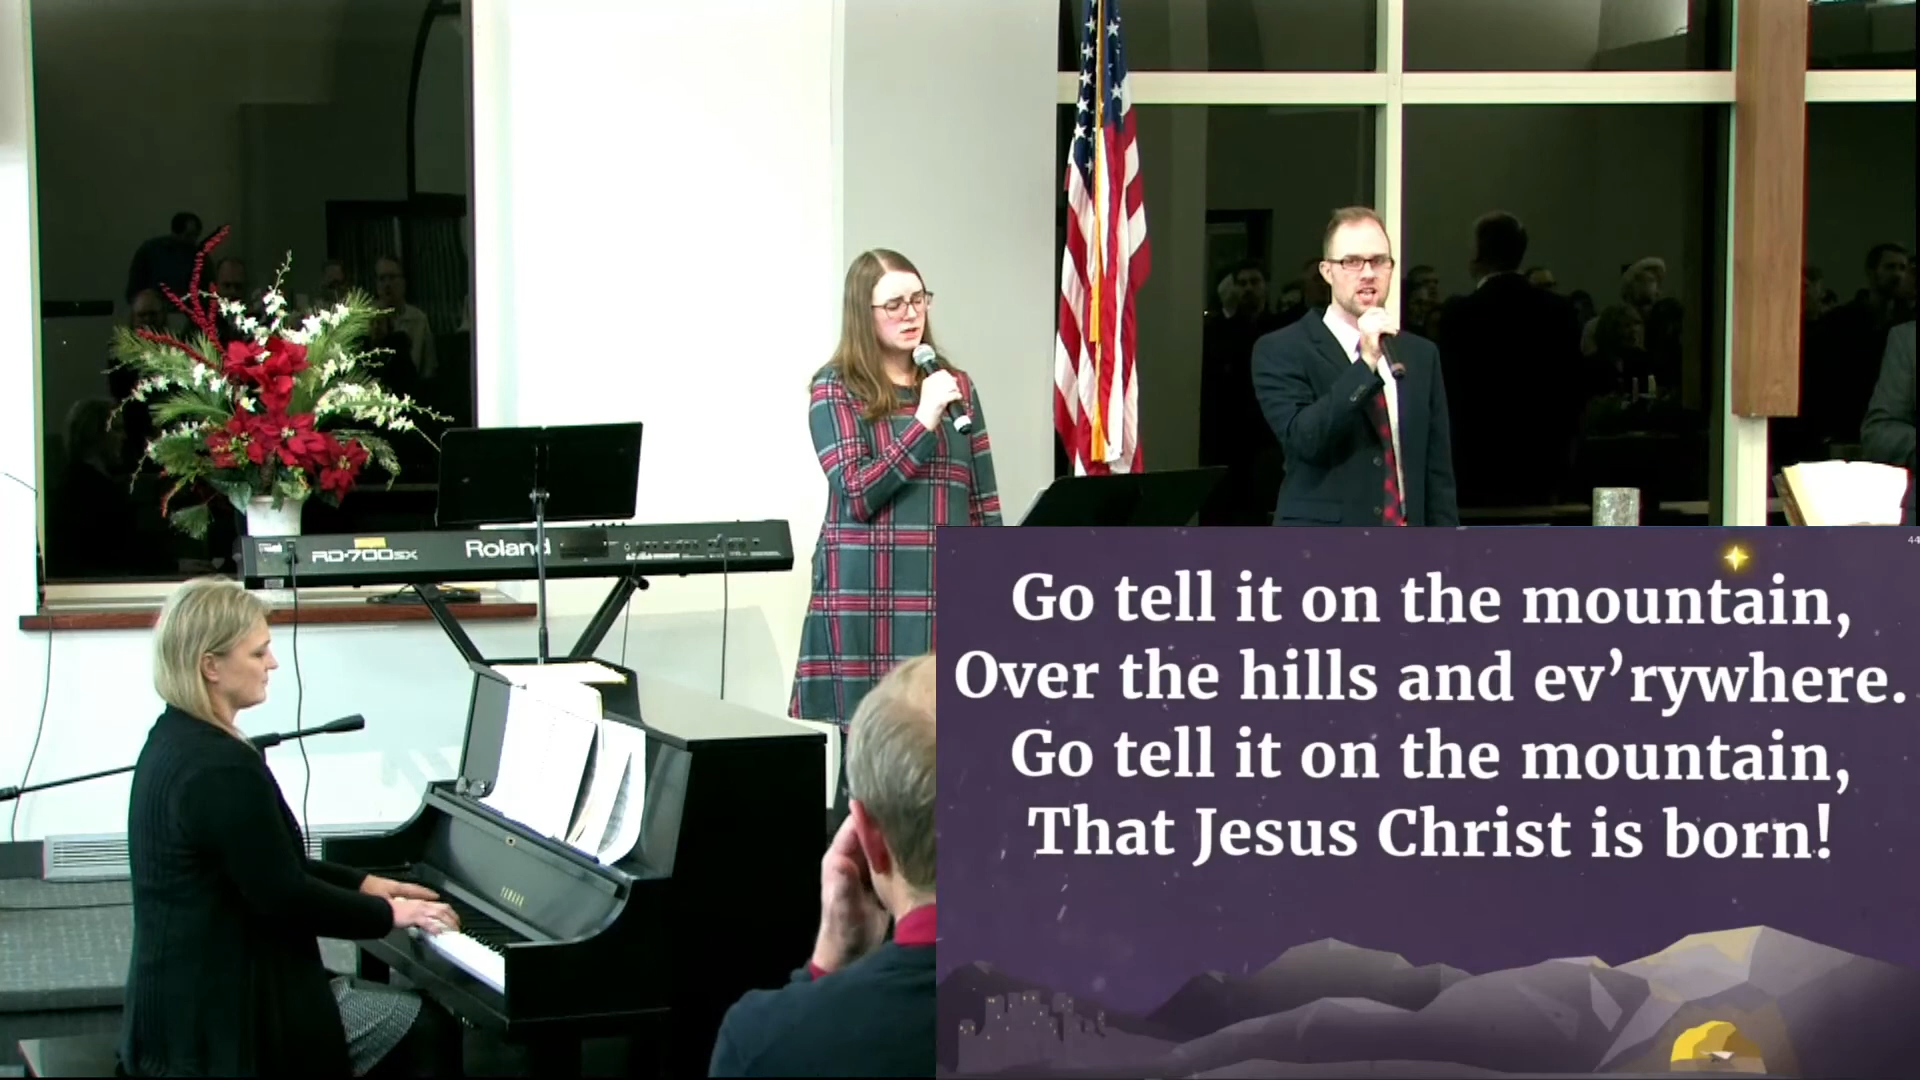 RD-700SX Roland
YAMAHA
44
Go tell it on the mountain,
Over the hills and ev’rywhere.
Go tell it on the mountain,
That Jesus Christ is born!